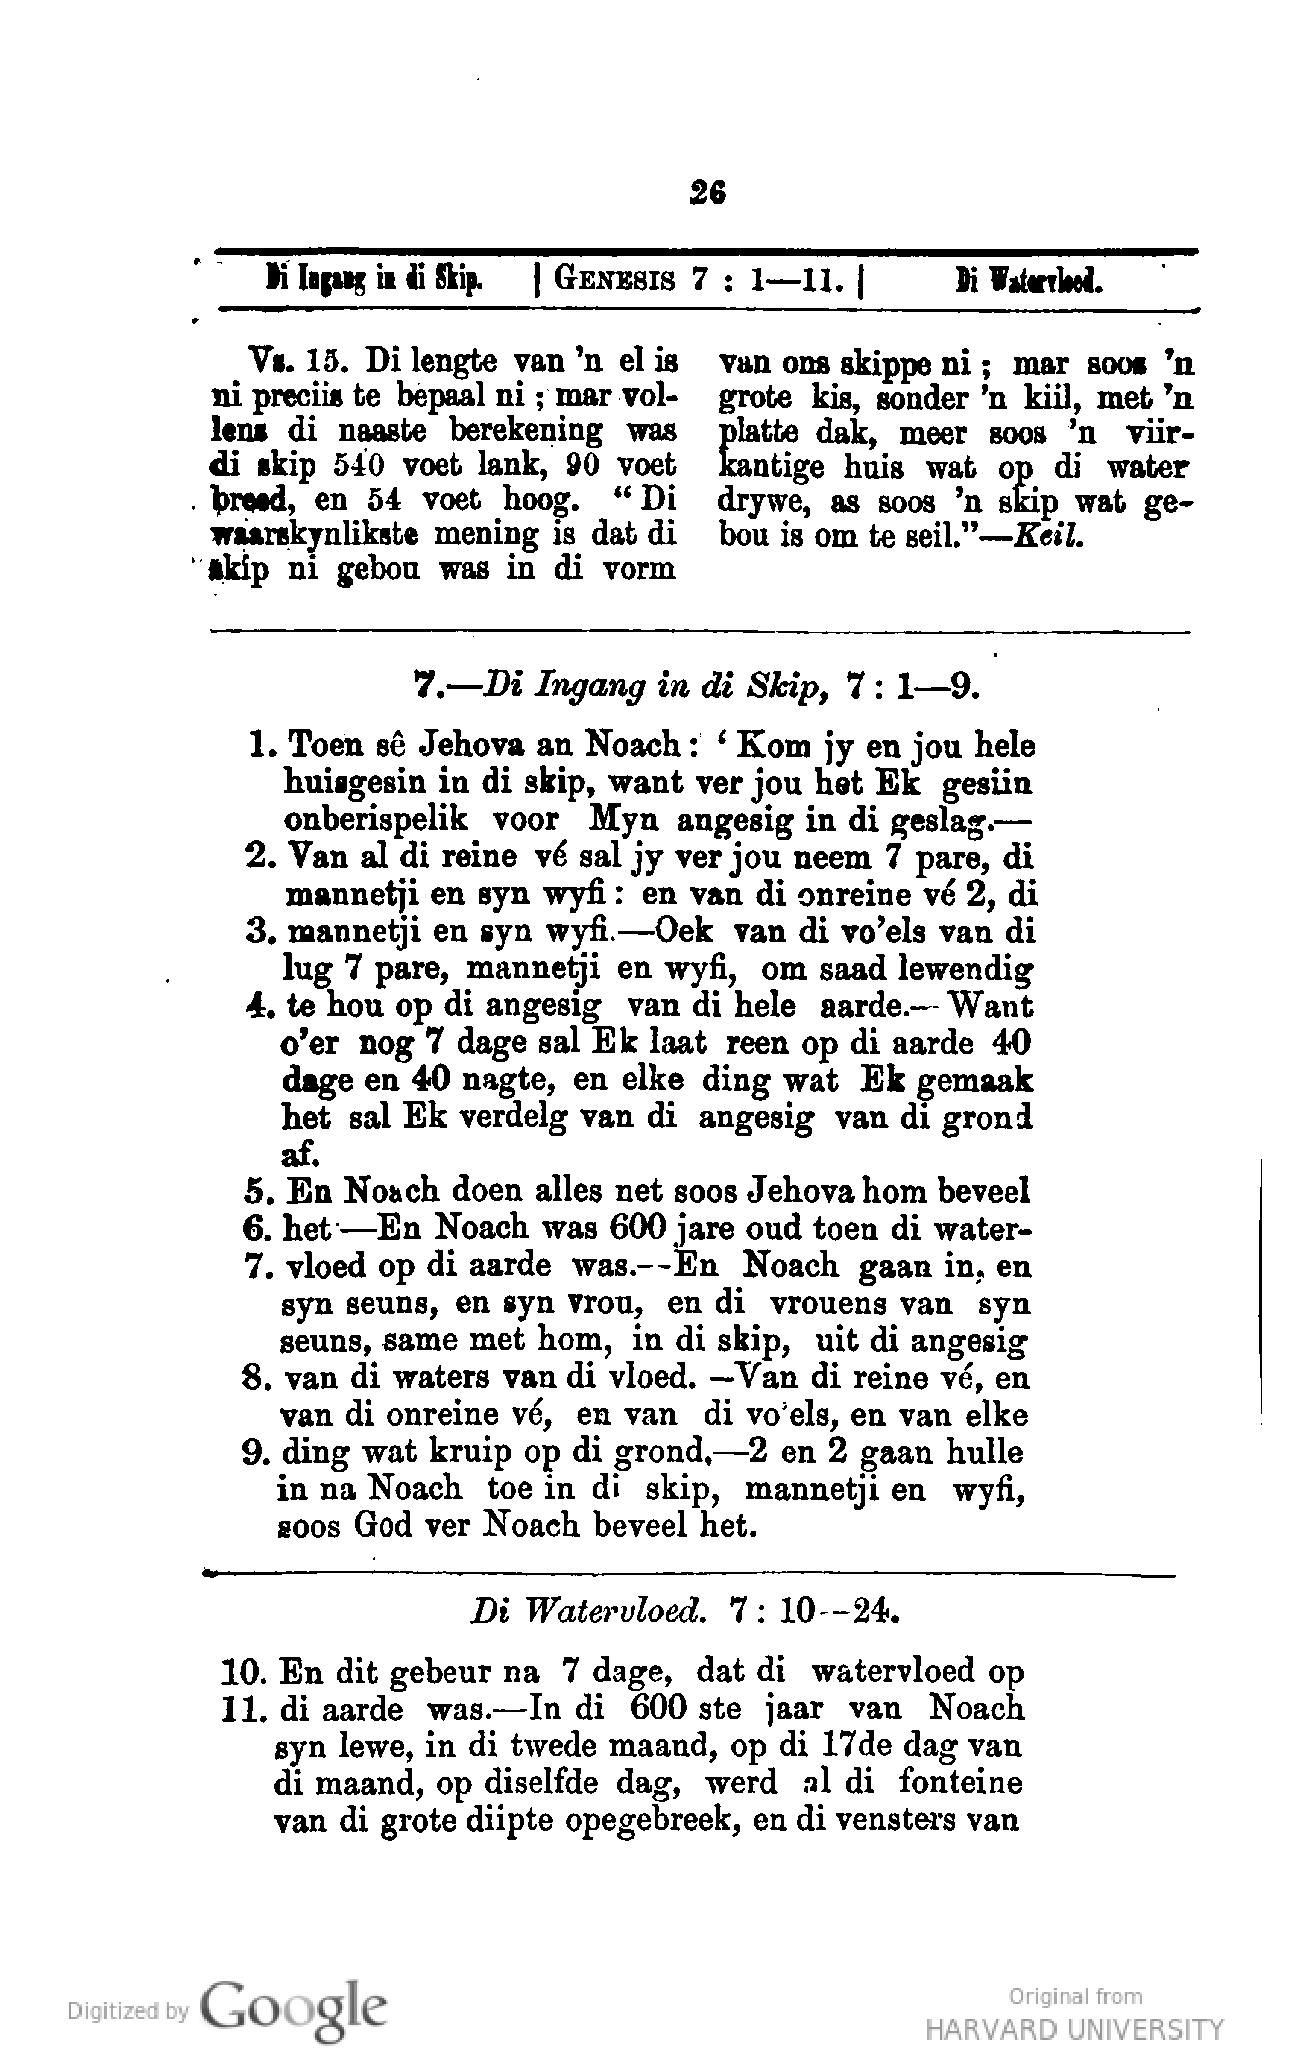 26
Di Ingang in di Skip. | GENESIS 7 : 1—11. | Di Watervloed.
Vs. 15. Di lengte van 'n el is
ni preciis te bepaal ni ; mar vol-
lens di naaste berekening was
di skip 540 voet lank, 90 voet
breed, en 54 voet hoog. “ Di
waarskynlikste mening is dat di
skip ni gebou was in di vorm
van ons skippe ni ; mar soos 'n
grote kis, sonder 'n kiil, met 'n
platte dak, meer soos 'n viir-
kantige huis wat op di water
drywe, as soos 'n skip wat ge-
bou is om te seil.”—Keil.
7.—Di Ingang in di Skip, 7 : 1—9.
1. Toen sê Jehova an Noach : ‘ Kom jy en jou hele
huisgesin in di skip, want ver jou het Ek gesiin
onberispelik voor Myn angesig in di geslag.—
2. Van al di reine vé sal jy ver jou neem 7 pare, di
mannetji en syn wyfi : en van di onreine vé 2, di
3. mannetji en syn wyfi.—Oek van di vo'els van di
lug 7 pare, mannetji en wyfi, om saad lewendig
4. te hou op di angesig van di hele aarde.—Want
o'er nog 7 dage sal Ek laat reen op di aarde 40
dage en 40 nagte, en elke ding wat Ek gemaak
het sal Ek verdelg van di angesig van di grond
af.
5. En Noach doen alles net soos Jehova hom beveel
6. het—En Noach was 600 jare oud toen di water-
7. vloed op di aarde was.--En Noach gaan in, en
syn seuns, en syn vrou, en di vrouens van syn
seuns, same met hom, in di skip, uit di angesig
8. van di waters van di vloed. —Van di reine vé, en
van di onreine vé, en van di vo'els, en van elke
9. ding wat kruip op di grond,—2 en 2 gaan hulle
in na Noach toe in di skip, mannetji en wyfi,
soos God ver Noach beveel het.
Di Watervloed. 7 : 10--24.
10. En dit gebeur na 7 dage, dat di watervloed op
11. di aarde was.—In di 600 ste jaar van Noach
syn lewe, in di twede maand, op di 17de dag van
di maand, op diselfde dag, werd al di fonteine
van di grote diipte opegebreek, en di vensters van
Digitized by Google
Original from
HARVARD UNIVERSITY